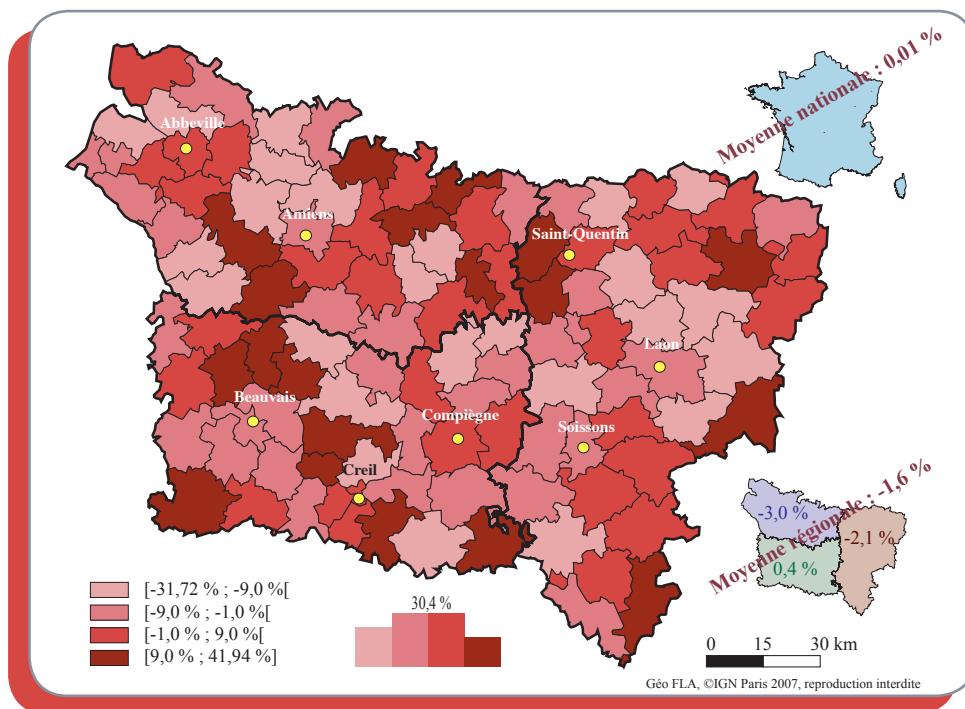 Moyenne nationale : 0,01 %
Abbeville
Amiens
Saint-Quentin
Laon
Beauvais
Compiègne
Soissons
Creil
Moyenne régionale : -1,6 %
-3,0 %
-2,1 %
0,4 %
[-31,72 % ; -9,0 %[
[-9,0 % ; -1,0 %[
[-1,0 % ; 9,0 %[
[9,0 % ; 41,94 %]
30,4 %
0 15 30 km
Géo FLA, ©IGN Paris 2007, reproduction interdite